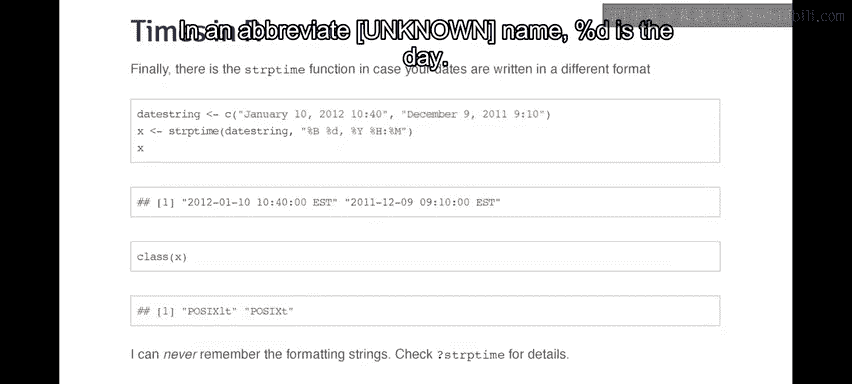 Times in R
In an abbreviate [UNKNOWN] name, %d is the
day.
Finally, there is the strptime function in case your dates are written in a different format
datestring <- c("January 10, 2012 10:40", "December 9, 2011 9:10")
x <- strptime(datestring, "%B %d, %Y %H:%M")
x
## [1] "2012-01-10 10:40:00 EST" "2011-12-09 09:10:00 EST"
class(x)
## [1] "POSIXlt" "POSIXt"
I can never remember the formatting strings. Check ?strptime for details.